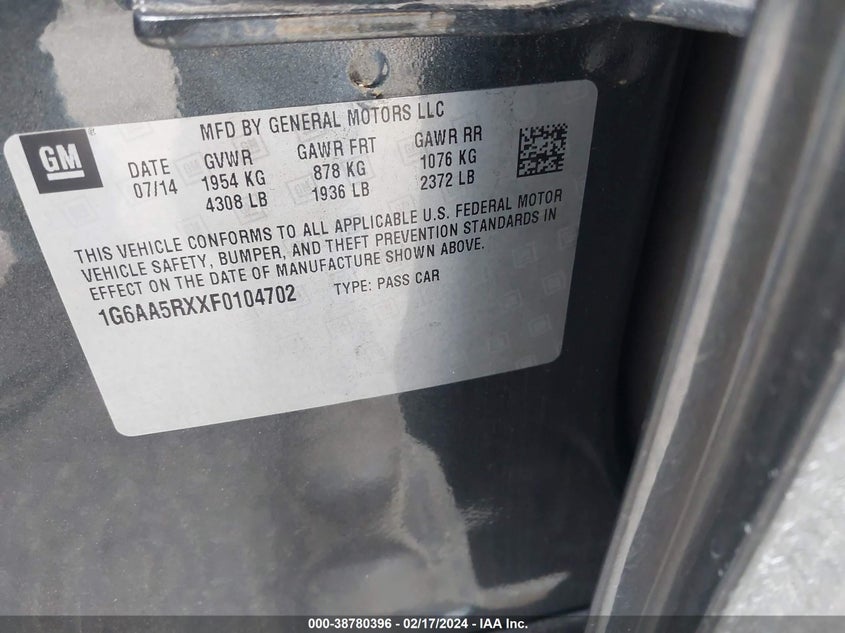 MFD BY GENERAL MOTORS LLC
GM
DATE GVWR GAWR FRT GAWR RR
07/14 1954 KG 878 KG 1076 KG
4308 LB 1936 LB 2372 LB
THIS VEHICLE CONFORMS TO ALL APPLICABLE U.S. FEDERAL MOTOR
VEHICLE SAFETY, BUMPER, AND THEFT PREVENTION STANDARDS IN
EFFECT ON THE DATE OF MANUFACTURE SHOWN ABOVE.
1G6AA5RXXF0104702 TYPE: PASS CAR
000-38780396 - 02/17/2024 - IAA Inc.